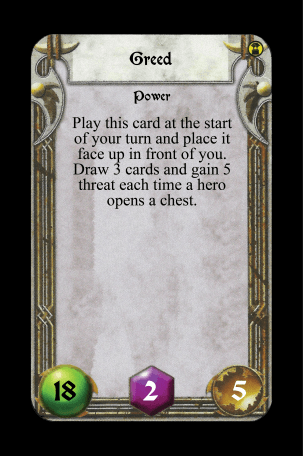 Greed
Power
Play this card at the start
of your turn and place it
face up in front of you.
Draw 3 cards and gain 5
threat each time a hero
opens a chest.
18
2
5